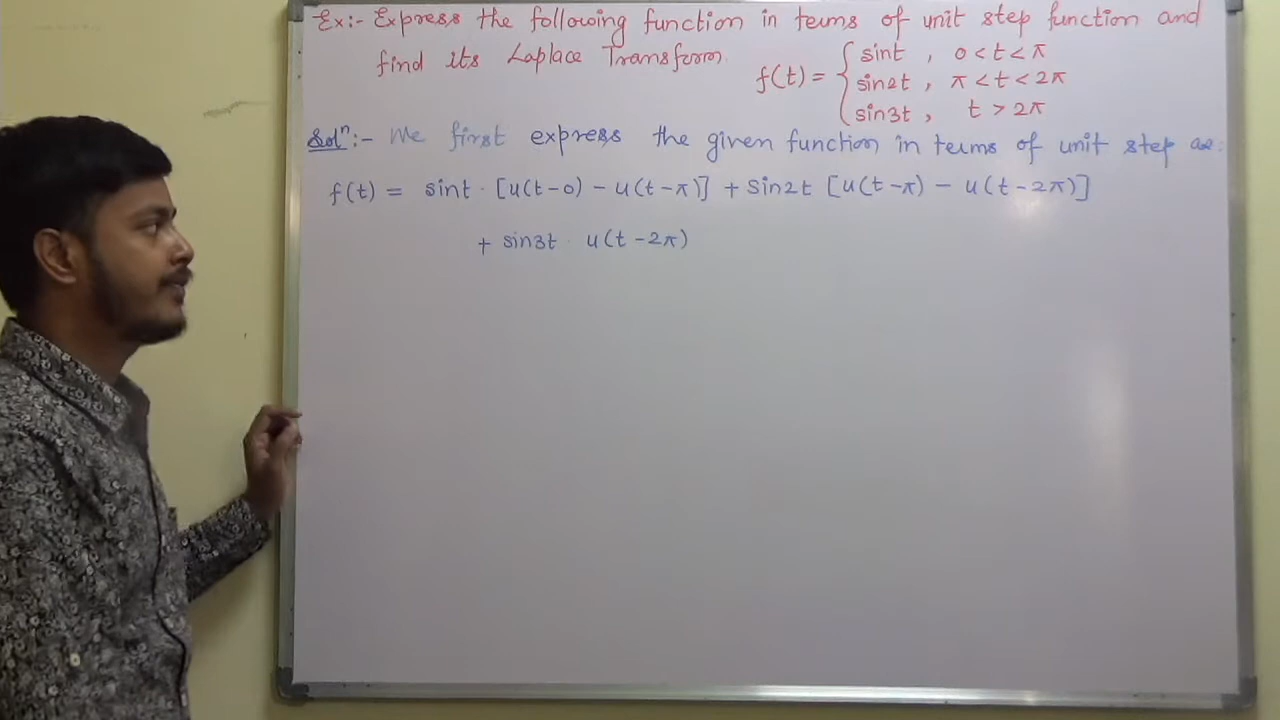 Ex:- Express the following function in terms of unit step function and
find its Laplace Transform.
f(t) = { sint , 0 < t < π
sin2t , π < t < 2π
sin3t , t > 2π
Solⁿ:- We first express the given function in terms of unit step as:
f(t) = sint · [u(t-0) - u(t-π)] + sin2t [u(t-π) - u(t-2π)]
+ sin3t · u(t-2π)